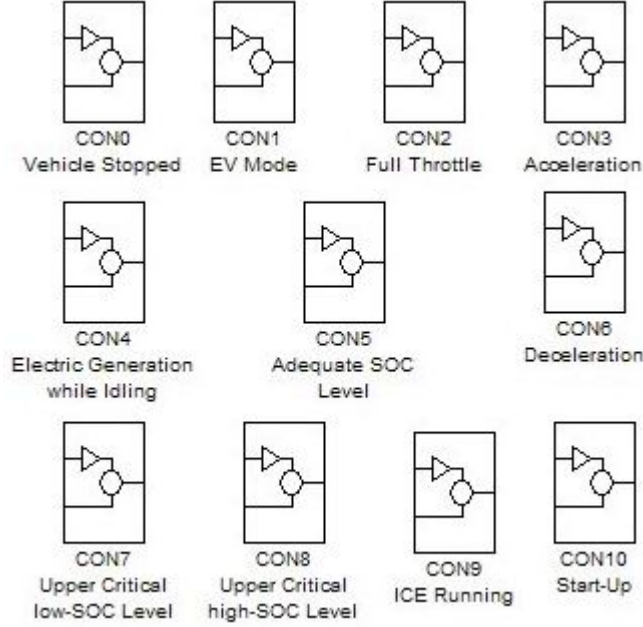 CON0
Vehicle Stopped
CON1
EV Mode
CON2
Full Throttle
CON3
Acceleration
CON4
Electric Generation
while Idling
CON5
Adequate SOC
Level
CON6
Deceleration
CON7
Upper Critical
low-SOC Level
CON8
Upper Critical
high-SOC Level
CON9
ICE Running
CON10
Start-Up